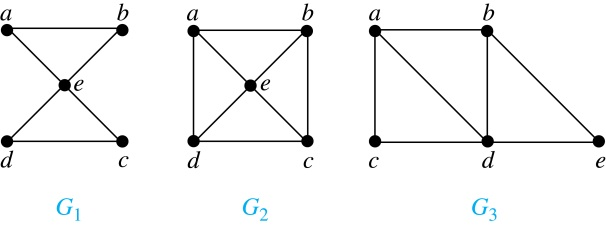 a b a b a b
e e
d c d c c d e
G₁ G₂ G₃